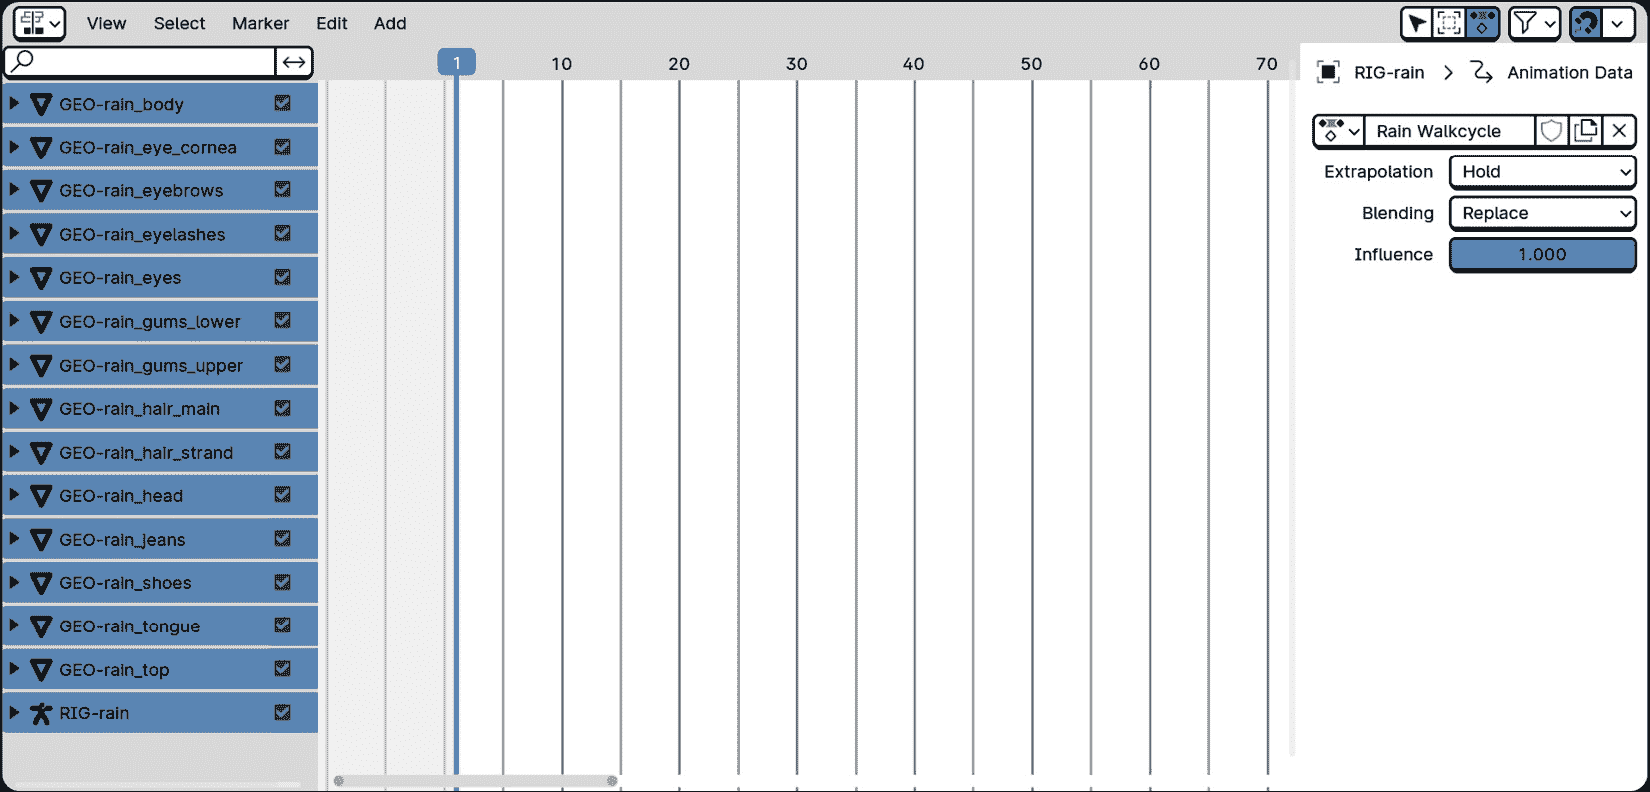 View Select Marker Edit Add
1 10 20 30 40 50 60 70
RIG-rain Animation Data
GEO-rain_body
GEO-rain_eye_cornea
GEO-rain_eyebrows
GEO-rain_eyelashes
GEO-rain_eyes
GEO-rain_gums_lower
GEO-rain_gums_upper
GEO-rain_hair_main
GEO-rain_hair_strand
GEO-rain_head
GEO-rain_jeans
GEO-rain_shoes
GEO-rain_tongue
GEO-rain_top
RIG-rain
Rain Walkcycle
Extrapolation Hold
Blending Replace
Influence 1.000